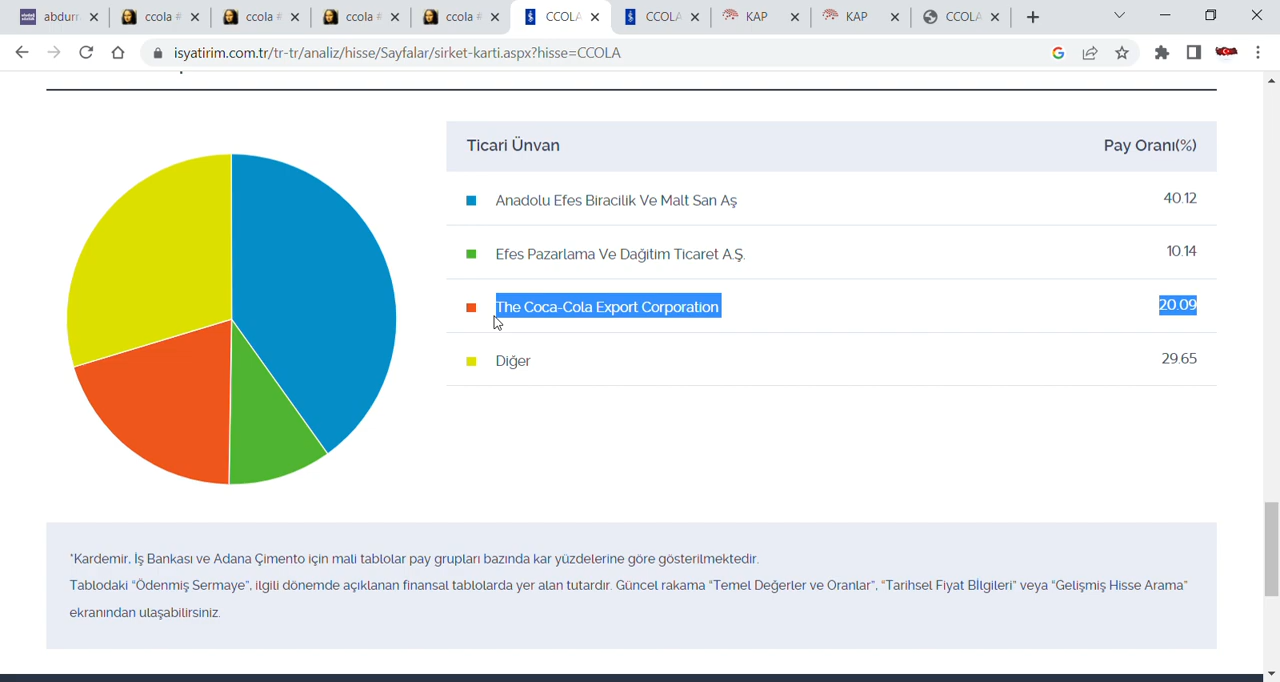 abdurr
ccola #
ccola #
ccola #
ccola #
CCOLA
CCOLA
KAP
KAP
CCOLA
isyatirim.com.tr/tr-tr/analiz/hisse/Sayfalar/sirket-karti.aspx?hisse=CCOLA
Ticari Ünvan Pay Oranı(%)
Anadolu Efes Biracilik Ve Malt San Aş 40.12
Efes Pazarlama Ve Dağitim Ticaret A.Ş. 10.14
The Coca-Cola Export Corporation 20.09
Diğer 29.65
*Kardemir, İş Bankası ve Adana Çimento için mali tablolar pay grupları bazında kar yüzdelerine göre gösterilmektedir.
Tablodaki "Ödenmiş Sermaye", ilgili dönemde açıklanan finansal tablolarda yer alan tutardır. Güncel rakama "Temel Değerler ve Oranlar", "Tarihsel Fiyat Bİlgileri" veya "Gelişmiş Hisse Arama"
ekranından ulaşabilirsiniz.